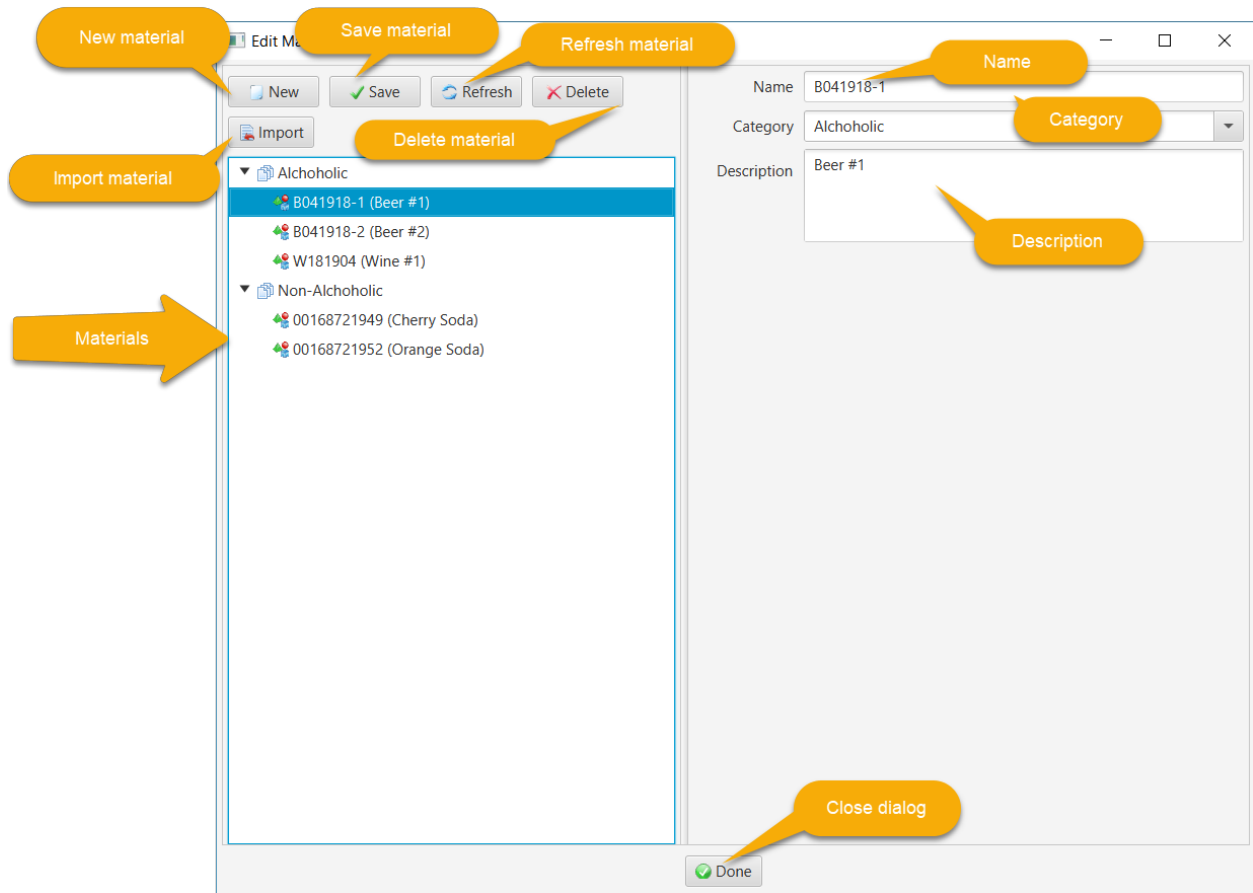 New material
Save material
Refresh material
Edit Ma
Name
New
Save
Refresh
Delete
Name
B041918-1
Category
Import
Delete material
Category
Alchoholic
Import material
Alchoholic
Description
Beer #1
B041918-1 (Beer #1)
B041918-2 (Beer #2)
Description
W181904 (Wine #1)
Non-Alchoholic
00168721949 (Cherry Soda)
Materials
00168721952 (Orange Soda)
Close dialog
Done